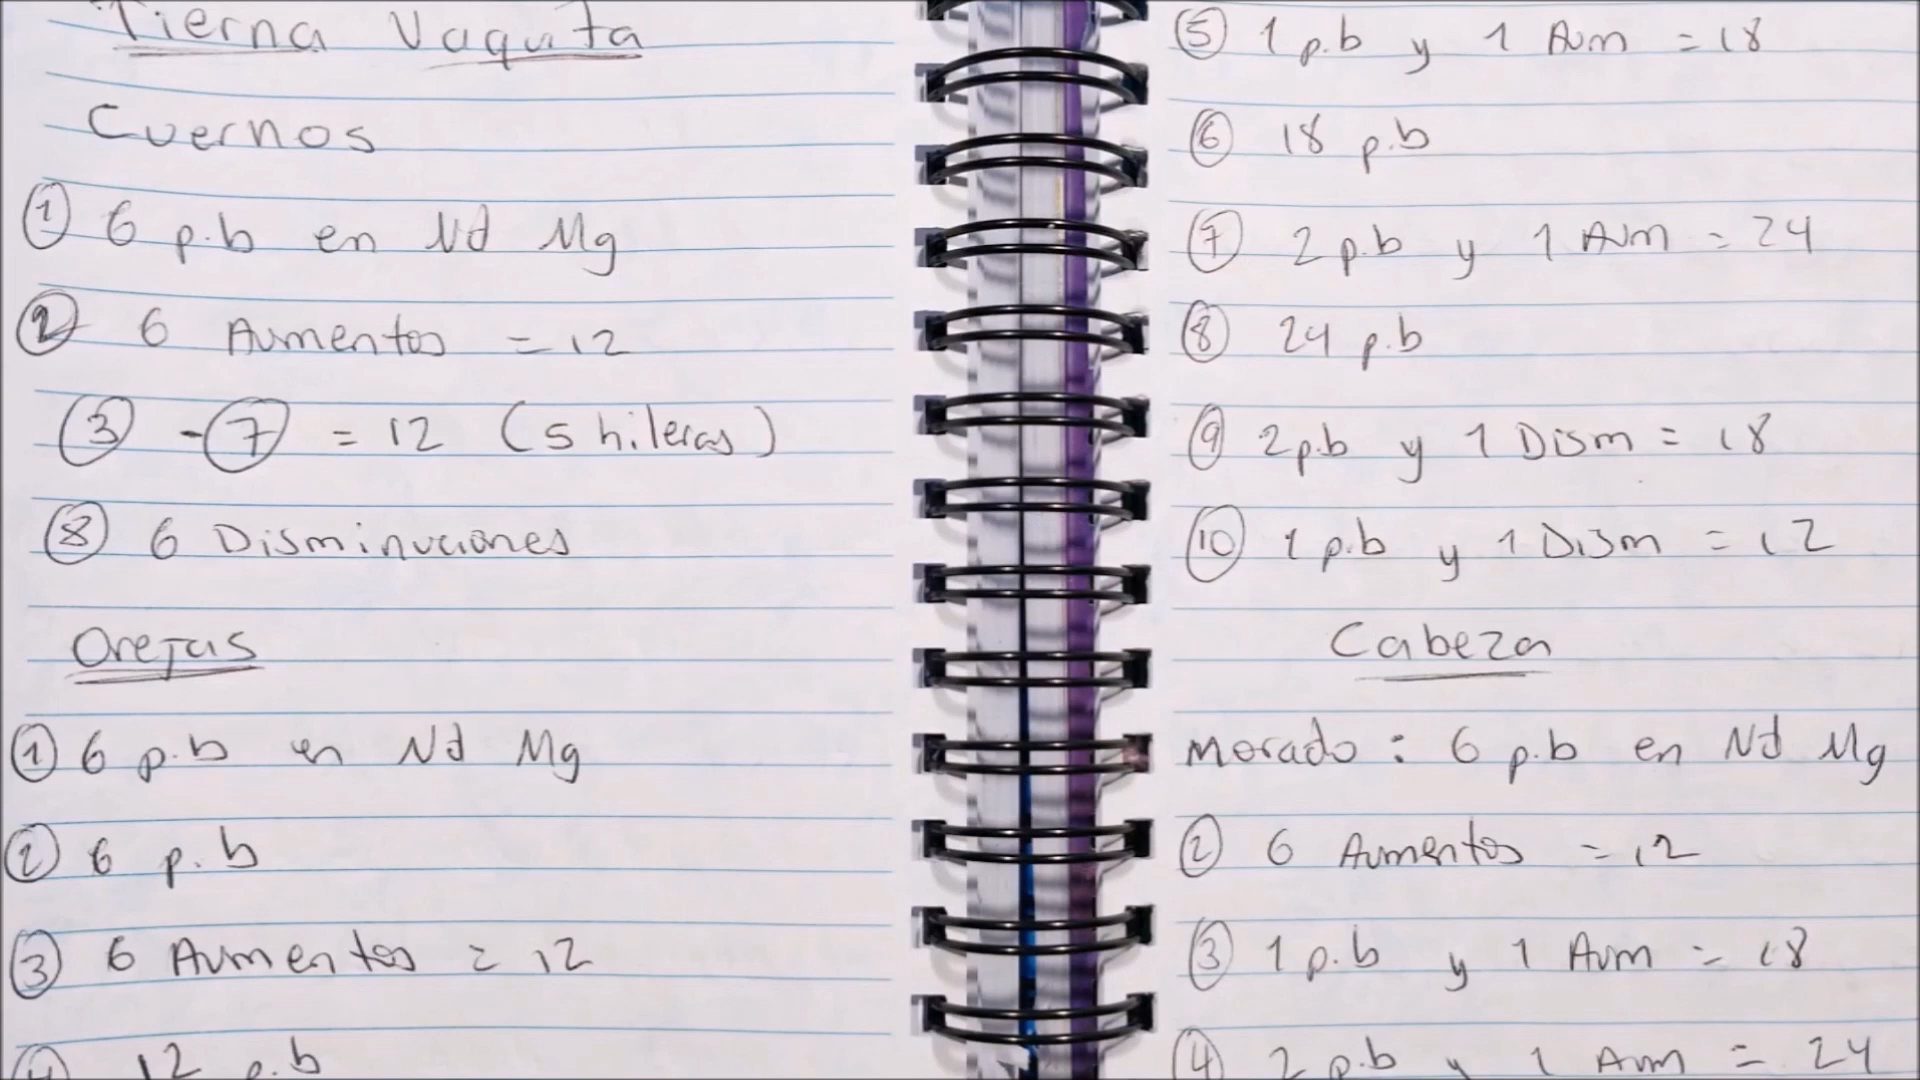 Tierna Vaquita
Cuernos
① 6 p.b en Nd Mg
② 6 Aumentos = 12
③ - ⑦ = 12 (5 hileras)
⑧ 6 Disminuciones
Orejas
① 6 p.b en Nd Mg
② 6 p.b
③ 6 Aumentos = 12
④ 12 p.b
⑤ 1 p.b y 1 Aum = 18
⑥ 18 p.b
⑦ 2 p.b y 1 Aum = 24
⑧ 24 p.b
⑨ 2 p.b y 1 Dism = 18
⑩ 1 p.b y 1 Dism = 12
Cabeza
Morado : 6 p.b en Nd Mg
② 6 Aumentos = 12
③ 1 p.b y 1 Aum = 18
④ 2 p.b y 1 Aum = 24